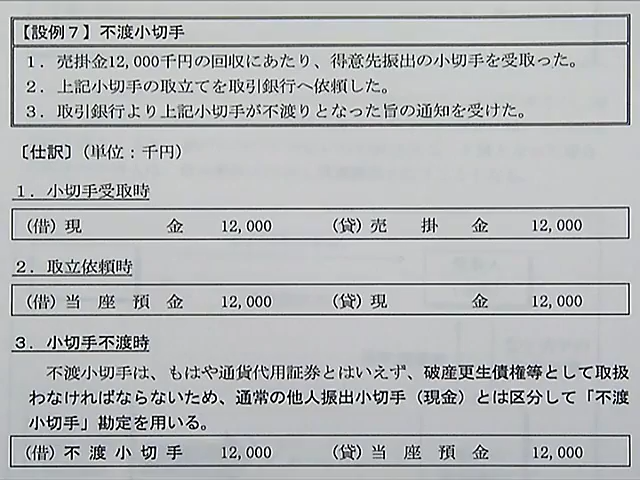 【設例７】不渡小切手
１．売掛金12,000千円の回収にあたり、得意先振出の小切手を受取った。
２．上記小切手の取立てを取引銀行へ依頼した。
３．取引銀行より上記小切手が不渡りとなった旨の通知を受けた。
〔仕訳〕（単位：千円）
１．小切手受取時
（借）現金 12,000 （貸）売掛金 12,000
２．取立依頼時
（借）当座預金 12,000 （貸）現金 12,000
３．小切手不渡時
不渡小切手は、もはや通貨代用証券とはいえず、破産更生債権等として取扱
わなければならないため、通常の他人振出小切手（現金）とは区分して「不渡
小切手」勘定を用いる。
（借）不渡小切手 12,000 （貸）当座預金 12,000